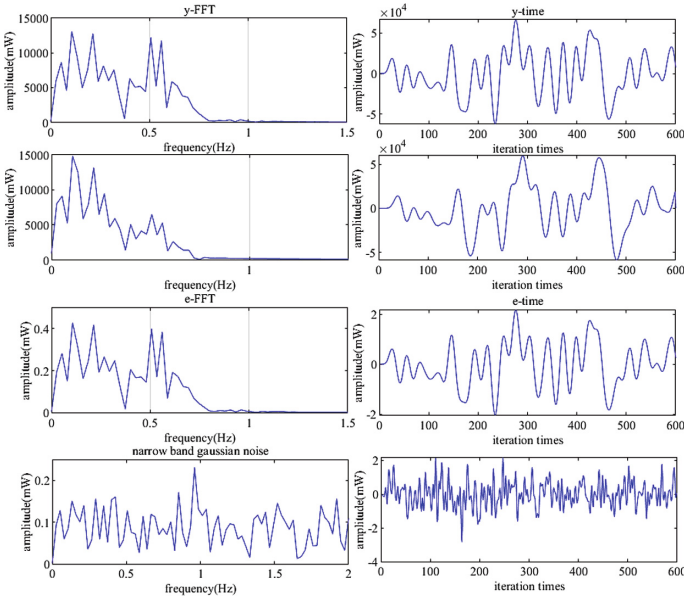 y-FFT
15000
10000
5000
0
0 0.5 1 1.5
amplitude(mW)
frequency(Hz)
y-time
×10⁴
5
0
-5
0 100 200 300 400 500 600
amplitude(mW)
iteration times
15000
10000
5000
0
0 1
amplitude(mW)
frequency(Hz)
×10⁴
5
0
-5
0 100 200 300 400 500 600
amplitude(mW)
iteration times
e-FFT
0.4
0.2
0
0 0.5 1 1.5
amplitude(mW)
frequency(Hz)
e-time
2
0
-2
0 100 200 300 400 500 600
amplitude(mW)
iteration times
narrow band gaussian noise
0.2
0.1
0
0 0.5 1 1.5 2
amplitude(mW)
frequency(Hz)
2
0
-2
-4
0 100 200 300 400 500 600
amplitude(mW)
iteration times